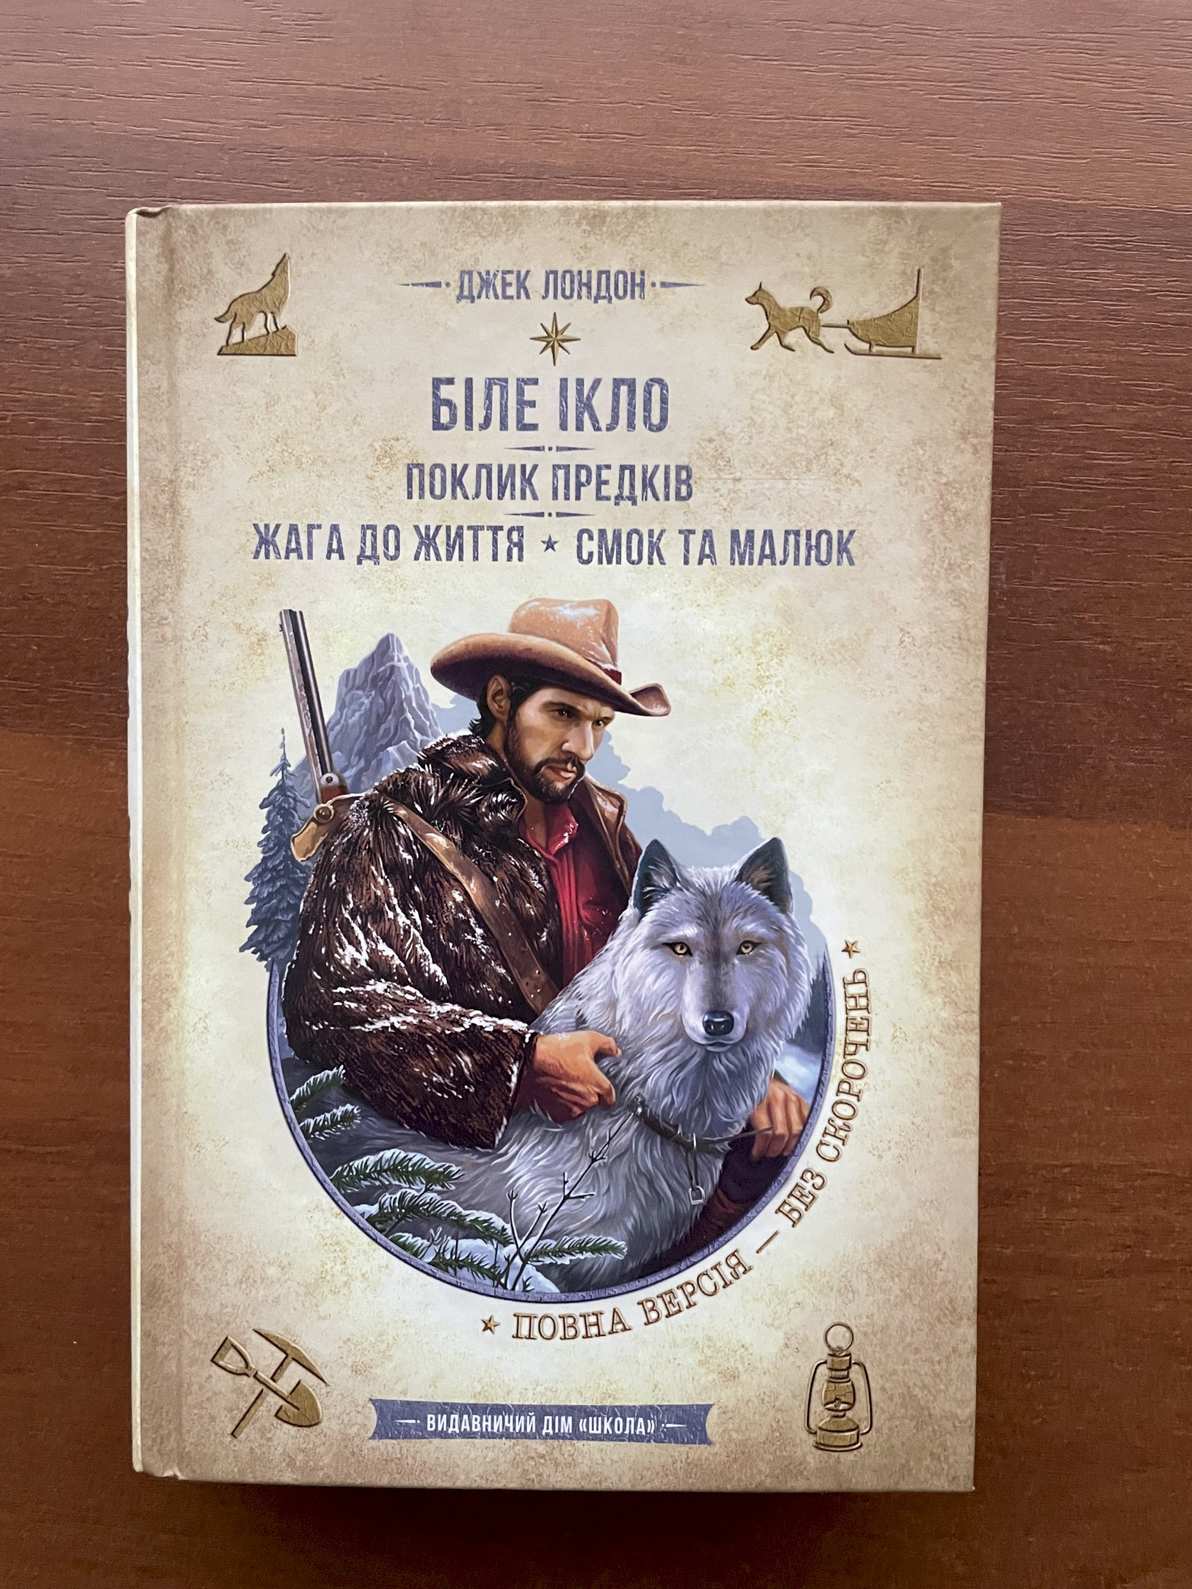 ДЖЕК ЛОНДОН
БІЛЕ ІКЛО
ПОКЛИК ПРЕДКІВ
ЖАГА ДО ЖИТТЯ ★ СМОК ТА МАЛЮК
★ ПОВНА ВЕРСІЯ — БЕЗ СКОРОЧЕНЬ ★
ВИДАВНИЧИЙ ДІМ «ШКОЛА»